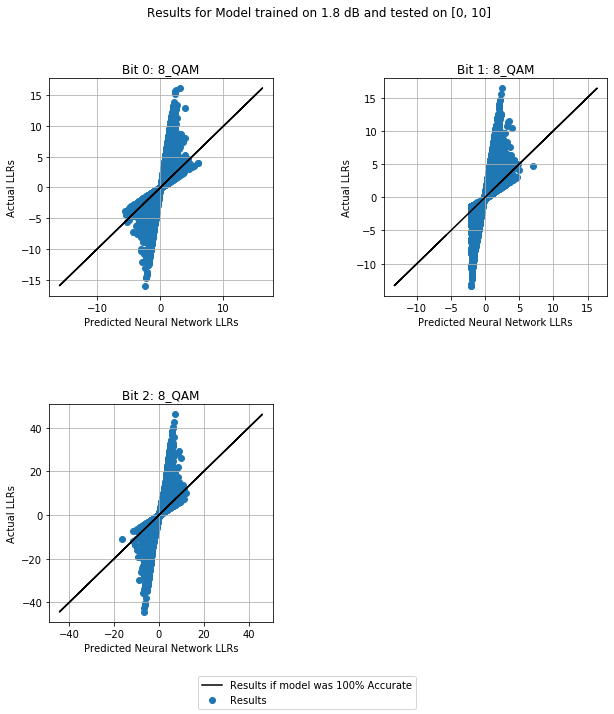 Results for Model trained on 1.8 dB and tested on [0, 10]
Bit 0: 8_QAM
15
10
5
0
−5
−10
−15
Actual LLRs
−10 0 10
Predicted Neural Network LLRs
Bit 1: 8_QAM
15
10
5
0
−5
−10
Actual LLRs
−10 −5 0 5 10 15
Predicted Neural Network LLRs
Bit 2: 8_QAM
40
20
0
−20
−40
Actual LLRs
−40 −20 0 20 40
Predicted Neural Network LLRs
Results if model was 100% Accurate
Results